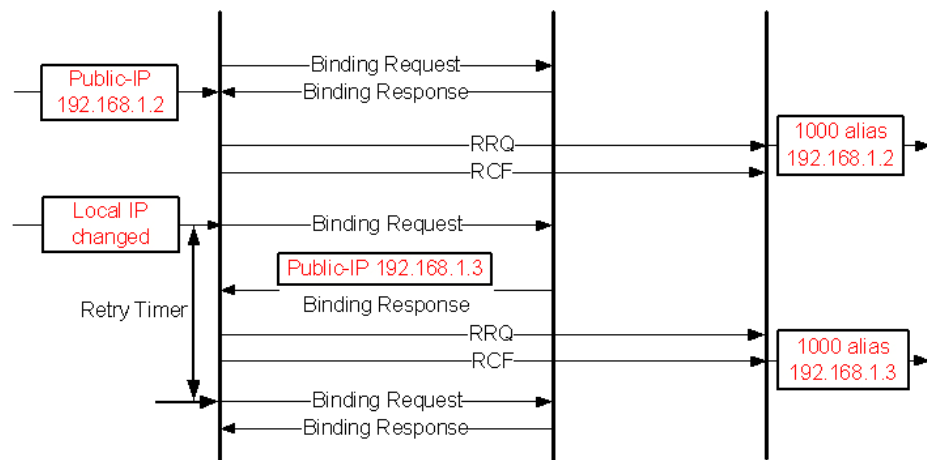 Binding Request
Public-IP
192.168.1.2
Binding Response
RRQ
1000 alias
192.168.1.2
RCF
Local IP
changed
Binding Request
Public-IP 192.168.1.3
Binding Response
Retry Timer
RRQ
RCF
1000 alias
192.168.1.3
Binding Request
Binding Response